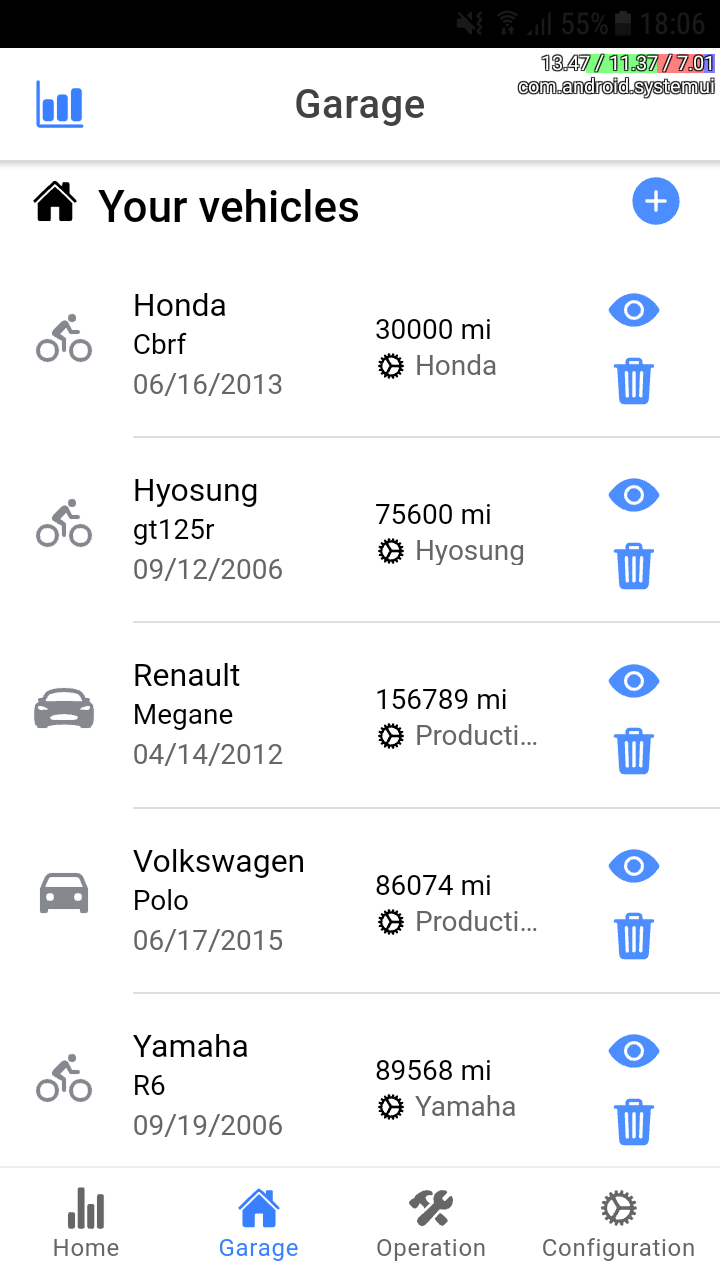 55% 18:06
13.47 / 11.37 / 7.01
com.android.systemui
Garage
Your vehicles
Honda
Cbrf
06/16/2013
30000 mi
Honda
Hyosung
gt125r
09/12/2006
75600 mi
Hyosung
Renault
Megane
04/14/2012
156789 mi
Producti...
Volkswagen
Polo
06/17/2015
86074 mi
Producti...
Yamaha
R6
09/19/2006
89568 mi
Yamaha
Home
Garage
Operation
Configuration